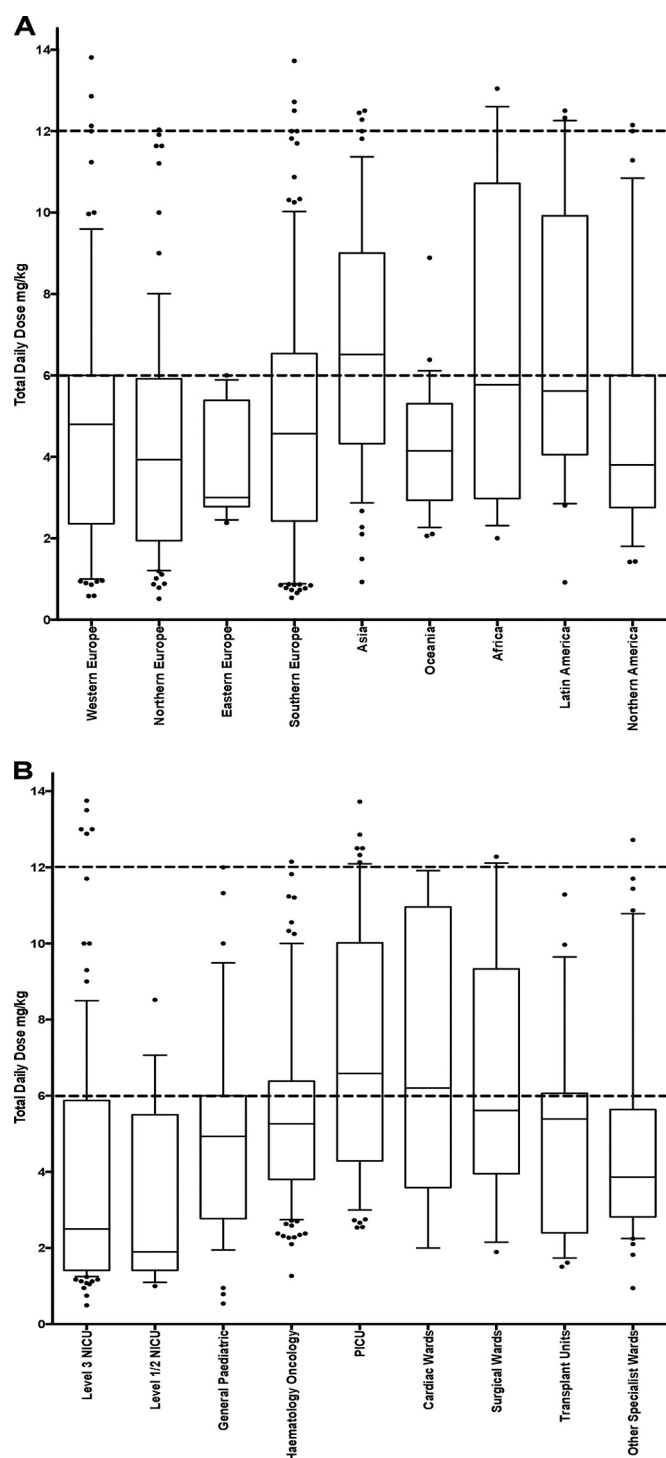 A
14
12
10
8
6
4
2
0
Total Daily Dose mg/kg
Western Europe
Northern Europe
Eastern Europe
Southern Europe
Asia
Oceania
Africa
Latin America
Northern America
B
14
12
10
8
6
4
2
0
Total Daily Dose mg/kg
Level 3 NICU
Level 1/2 NICU
General Paediatric
Haematology Oncology
PICU
Cardiac Wards
Surgical Wards
Transplant Units
Other Specialist Wards